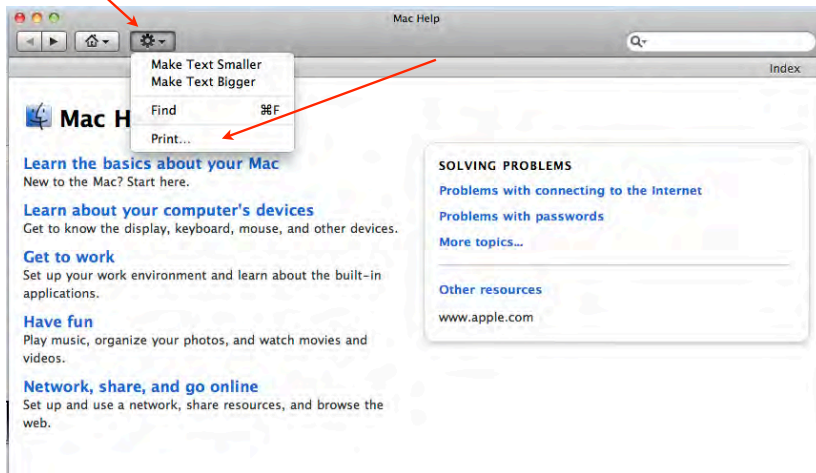 Mac Help
Index
Make Text Smaller
Make Text Bigger
Find ⌘F
Print...
Mac H
Learn the basics about your Mac
New to the Mac? Start here.
Learn about your computer's devices
Get to know the display, keyboard, mouse, and other devices.
Get to work
Set up your work environment and learn about the built-in
applications.
Have fun
Play music, organize your photos, and watch movies and
videos.
Network, share, and go online
Set up and use a network, share resources, and browse the
web.
SOLVING PROBLEMS
Problems with connecting to the Internet
Problems with passwords
More topics...
Other resources
www.apple.com